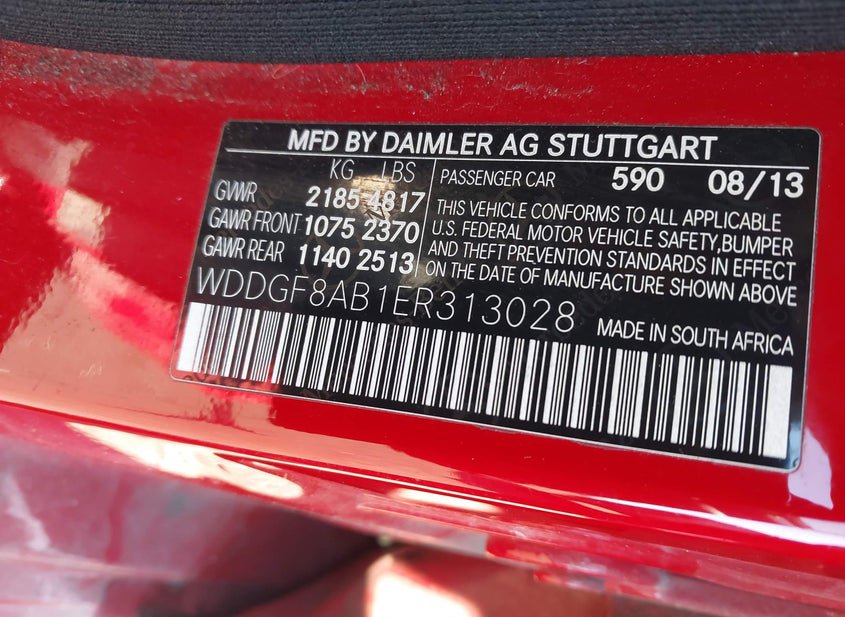 MFD BY DAIMLER AG STUTTGART
KG LBS
GVWR 2185 4817
GAWR FRONT 1075 2370
GAWR REAR 1140 2513
PASSENGER CAR 590 08/13
THIS VEHICLE CONFORMS TO ALL APPLICABLE
U.S. FEDERAL MOTOR VEHICLE SAFETY,BUMPER
AND THEFT PREVENTION STANDARDS IN EFFECT
ON THE DATE OF MANUFACTURE SHOWN ABOVE
WDDGF8AB1ER313028
MADE IN SOUTH AFRICA